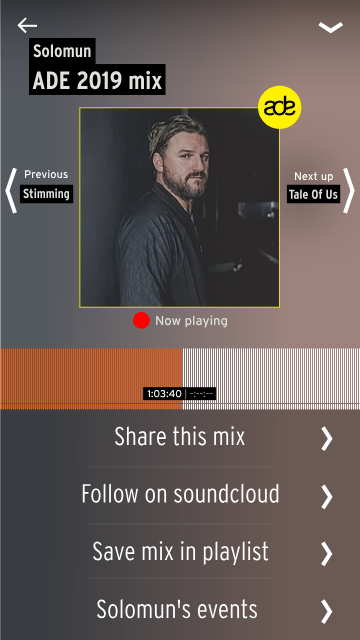 Solomun
ADE 2019 mix
ade
Previous
Stimming
Next up
Tale Of Us
Now playing
1:03:40 | -:--:--
Share this mix
Follow on soundcloud
Save mix in playlist
Solomun's events